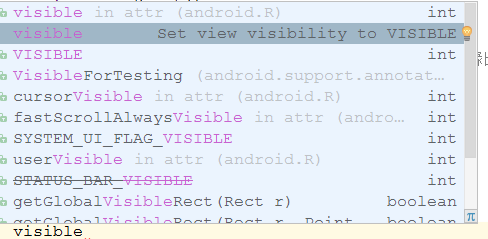 visible in attr (android.R) int
visible Set view visibility to VISIBLE
VISIBLE int
VisibleForTesting (android.support.annotat...
cursorVisible in attr (android.R) int
fastScrollAlwaysVisible in attr (andro... int
SYSTEM_UI_FLAG_VISIBLE int
userVisible in attr (android.R) int
STATUS_BAR_VISIBLE int
getGlobalVisibleRect(Rect r) boolean
getGlobalVisibleRect(Rect r, Point boolean
π
visible